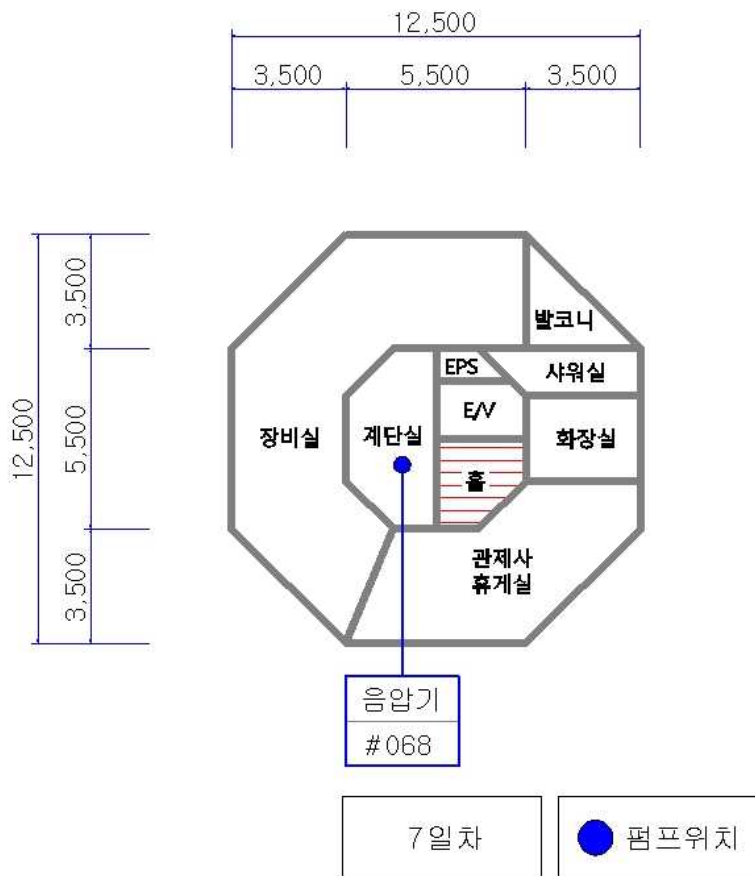 12,500
3,500
5,500
3,500
12,500
3,500
5,500
3,500
발코니
EPS
샤워실
E/V
장비실
계단실
화장실
홀
관제사
휴게실
음압기
#068
7일차
펌프위치